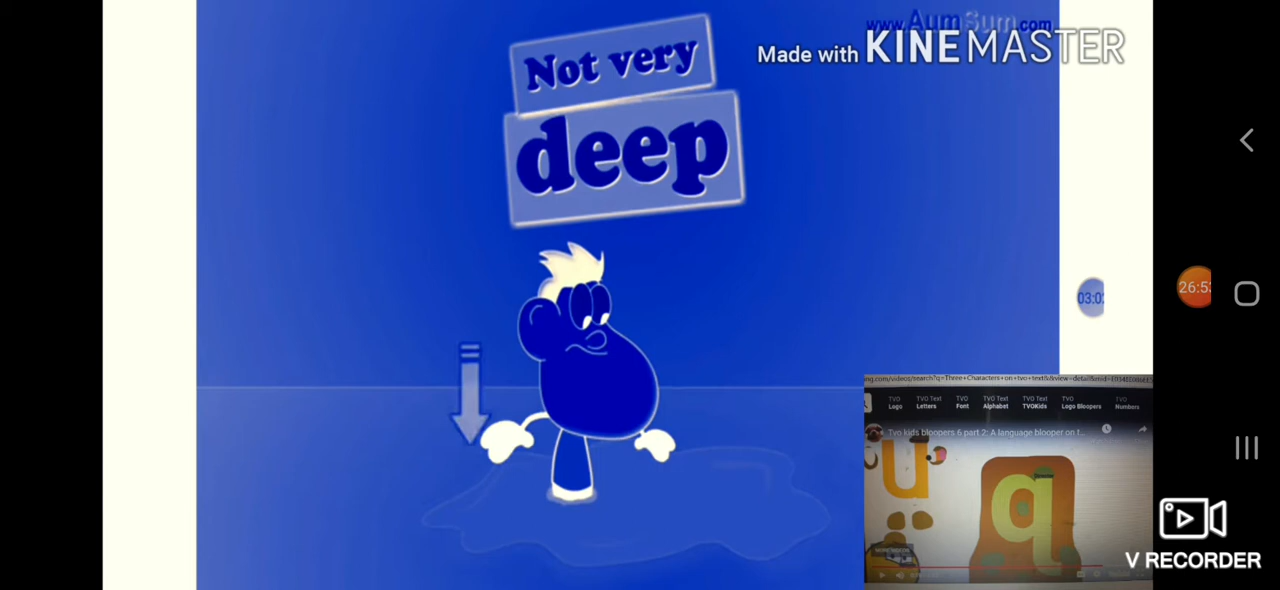 www.AumSum.com
Made with KINEMASTER
Not very
deep
03:02
26:53
TVO Logo
TVO Text Letters
TVO Font
TVO Text Alphabet
TVO Text TVOKids
TVO Logo Bloopers
TVO Numbers
Tvo kids bloopers 6 part 2: A language blooper on t...
u
q
V RECORDER